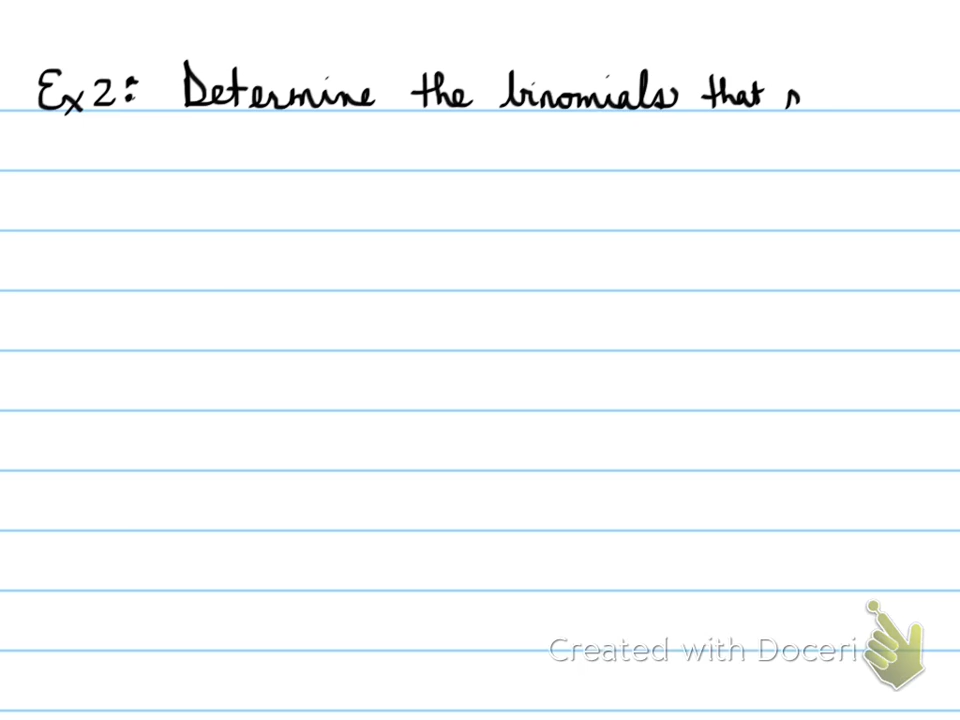 Ex 2: Determine the binomials that
Created with Doceri